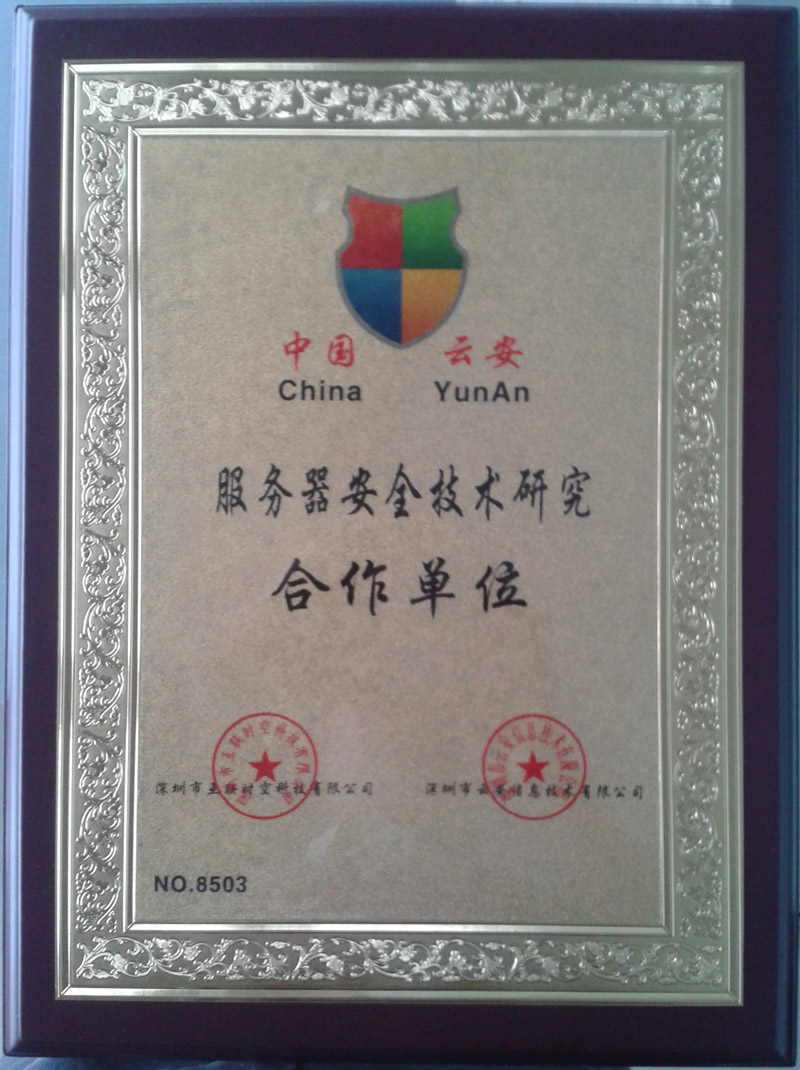 中国 云安
China YunAn
服务器安全技术研究
合作单位
深圳市互联时空科技有限公司 深圳市云安信息技术有限公司
NO.8503